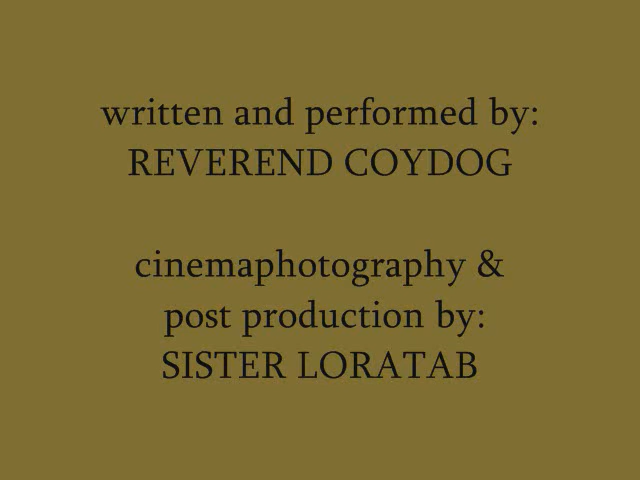 written and performed by:
REVEREND COYDOG
cinemaphotography &
post production by:
SISTER LORATAB